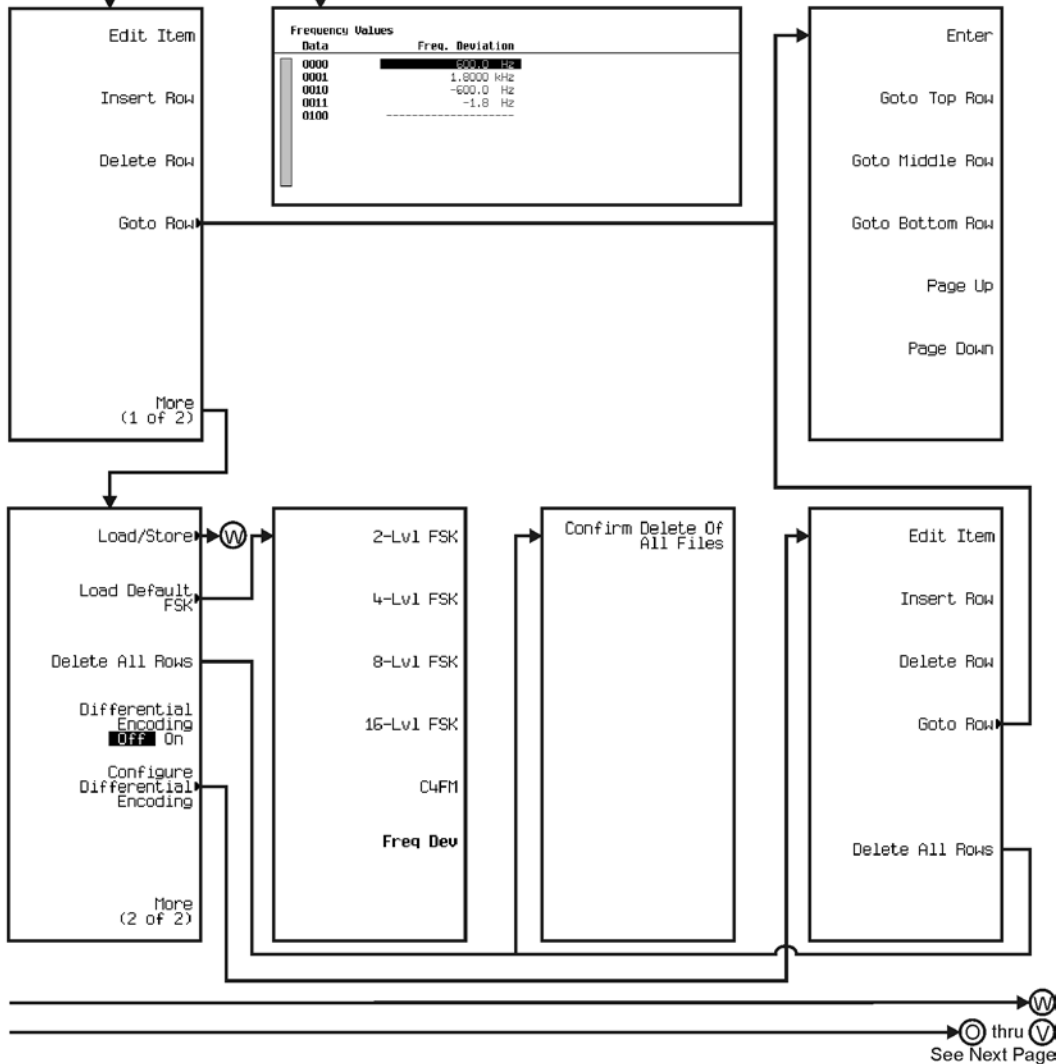 Edit Item
Insert Row
Delete Row
Goto Row
More
(1 of 2)
Frequency Values
Data Freq. Deviation
0000 600.0 Hz
0001 1.8000 kHz
0010 -600.0 Hz
0011 -1.8 Hz
0100 --------------------
Enter
Goto Top Row
Goto Middle Row
Goto Bottom Row
Page Up
Page Down
Load/Store
W
Load Default
FSK
Delete All Rows
Differential
Encoding
Off On
Configure
Differential
Encoding
More
(2 of 2)
2-Lvl FSK
4-Lvl FSK
8-Lvl FSK
16-Lvl FSK
C4FM
Freq Dev
Confirm Delete Of
All Files
Edit Item
Insert Row
Delete Row
Goto Row
Delete All Rows
W
O thru V
See Next Page